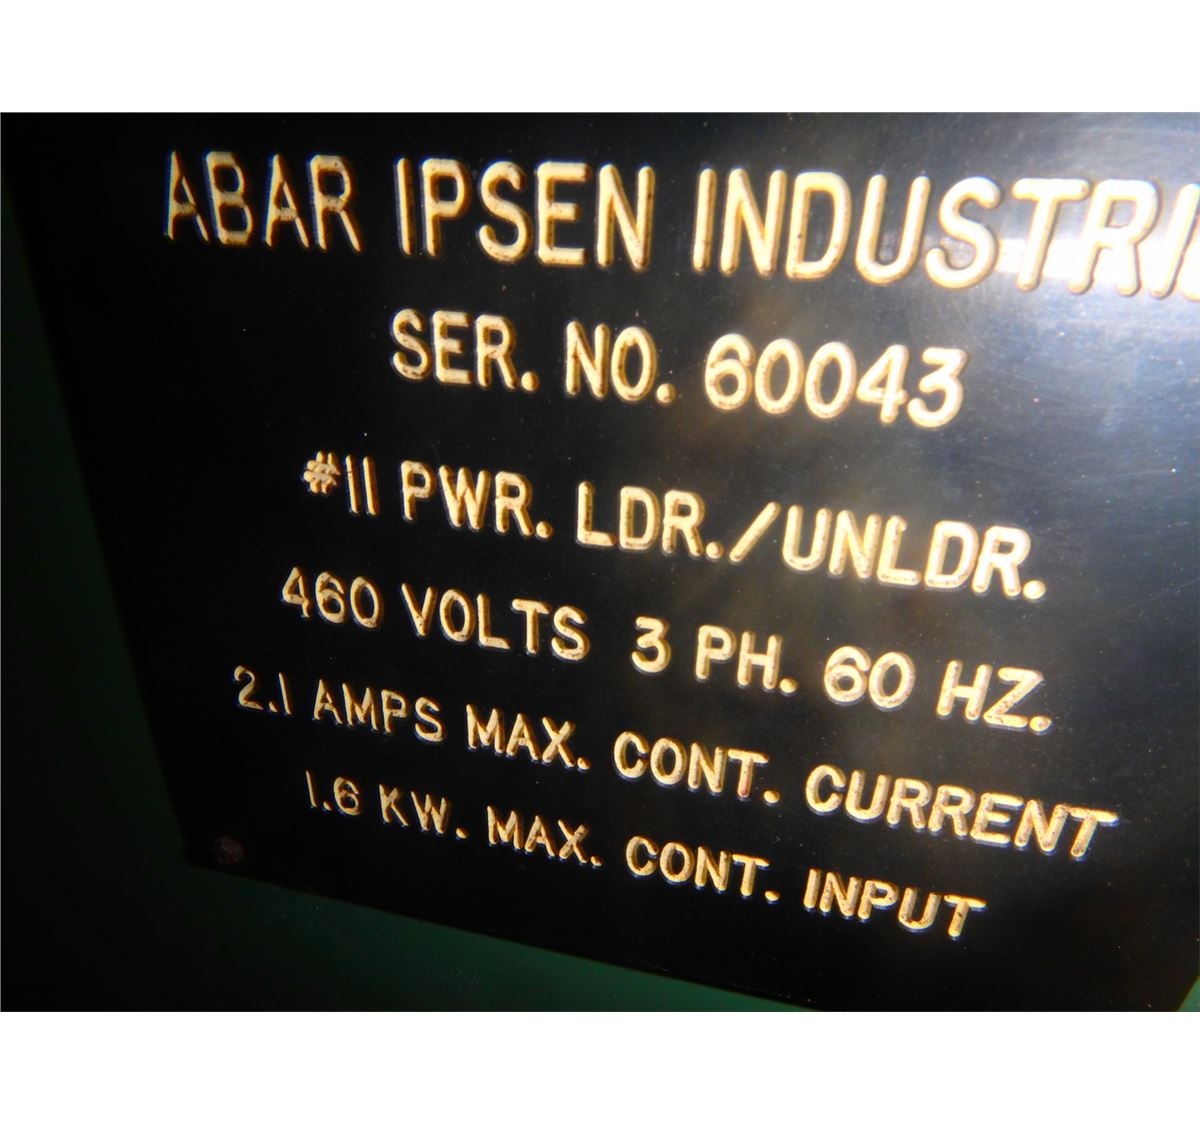 ABAR IPSEN INDUSTRI
SER. NO. 60043
#11 PWR. LDR./UNLDR.
460 VOLTS 3 PH. 60 HZ.
2.1 AMPS MAX. CONT. CURRENT
1.6 KW. MAX. CONT. INPUT